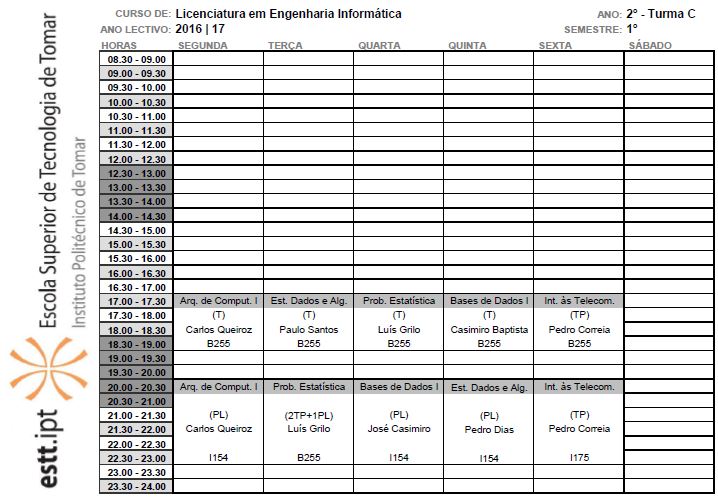 CURSO DE: Licenciatura em Engenharia Informática ANO: 2° - Turma C
ANO LECTIVO: 2016 | 17 SEMESTRE: 1°
HORAS SEGUNDA TERÇA QUARTA QUINTA SEXTA SÁBADO
08.30 - 09.00
09.00 - 09.30
09.30 - 10.00
10.00 - 10.30
10.30 - 11.00
11.00 - 11.30
11.30 - 12.00
12.00 - 12.30
12.30 - 13.00
13.00 - 13.30
13.30 - 14.00
14.00 - 14.30
14.30 - 15.00
15.00 - 15.30
15.30 - 16.00
16.00 - 16.30
16.30 - 17.00
17.00 - 17.30 Arq. de Comput. I Est. Dados e Alg. Prob. Estatística Bases de Dados I Int. às Telecom.
17.30 - 18.00 (T) (T) (T) (T) (TP)
18.00 - 18.30 Carlos Queiroz Paulo Santos Luís Grilo Casimiro Baptista Pedro Correia
18.30 - 19.00 B255 B255 B255 B255 B255
19.00 - 19.30
19.30 - 20.00
20.00 - 20.30 Arq. de Comput. I Prob. Estatística Bases de Dados I Est. Dados e Alg. Int. às Telecom.
20.30 - 21.00
21.00 - 21.30 (PL) (2TP+1PL) (PL) (PL) (TP)
21.30 - 22.00 Carlos Queiroz Luís Grilo José Casimiro Pedro Dias Pedro Correia
22.00 - 22.30
22.30 - 23.00 I154 B255 I154 I154 I175
23.00 - 23.30
23.30 - 24.00
Escola Superior de Tecnologia de Tomar
Instituto Politécnico de Tomar
estt.ipt